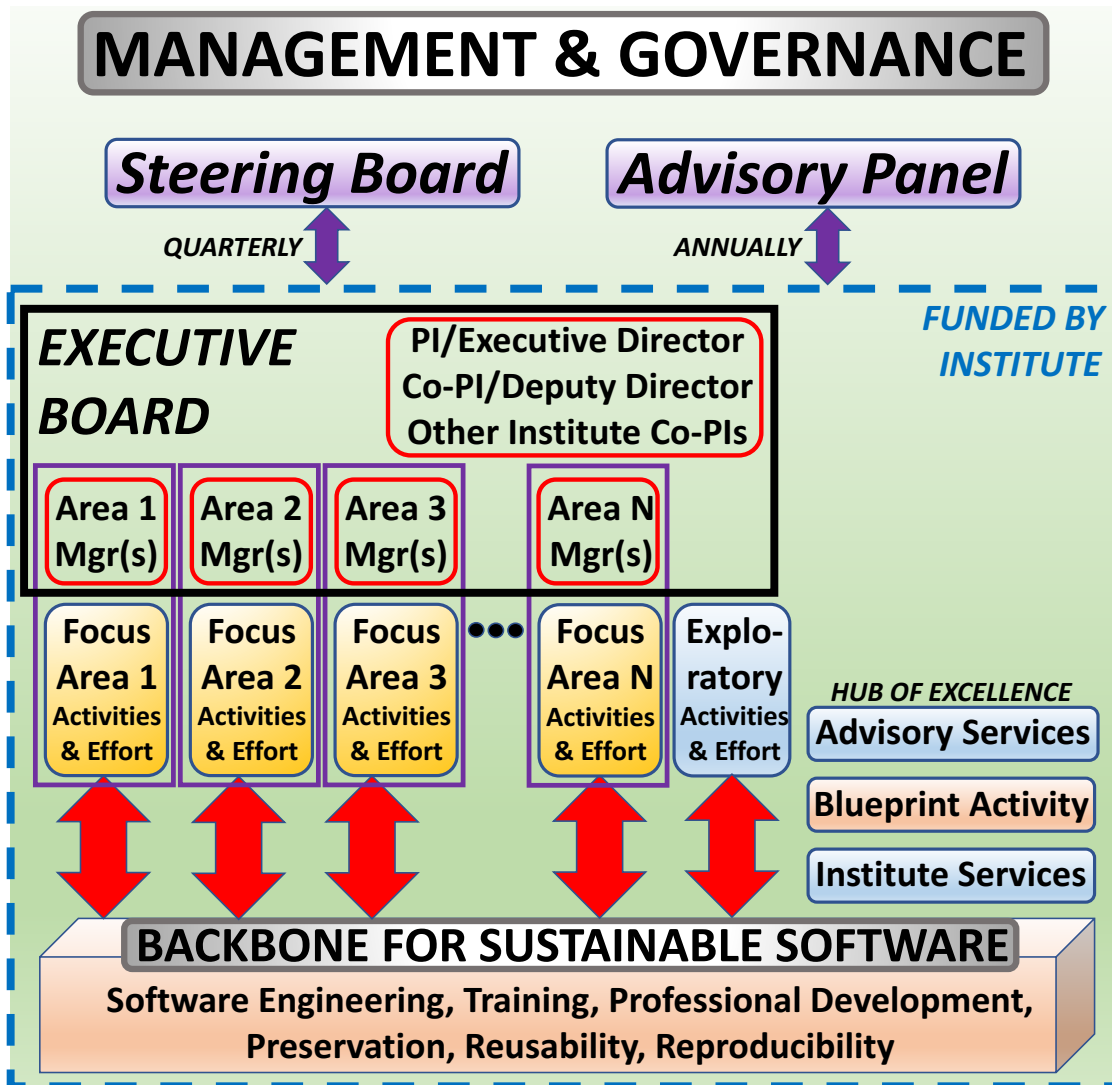 MANAGEMENT & GOVERNANCE
Steering Board
Advisory Panel
QUARTERLY
ANNUALLY
FUNDED BY
INSTITUTE
EXECUTIVE
BOARD
PI/Executive Director
Co-PI/Deputy Director
Other Institute Co-PIs
Area 1
Mgr(s)
Area 2
Mgr(s)
Area 3
Mgr(s)
Area N
Mgr(s)
Focus
Area 1
Activities
& Effort
Focus
Area 2
Activities
& Effort
Focus
Area 3
Activities
& Effort
Focus
Area N
Activities
& Effort
Explo-
ratory
Activities
& Effort
HUB OF EXCELLENCE
Advisory Services
Blueprint Activity
Institute Services
BACKBONE FOR SUSTAINABLE SOFTWARE
Software Engineering, Training, Professional Development,
Preservation, Reusability, Reproducibility